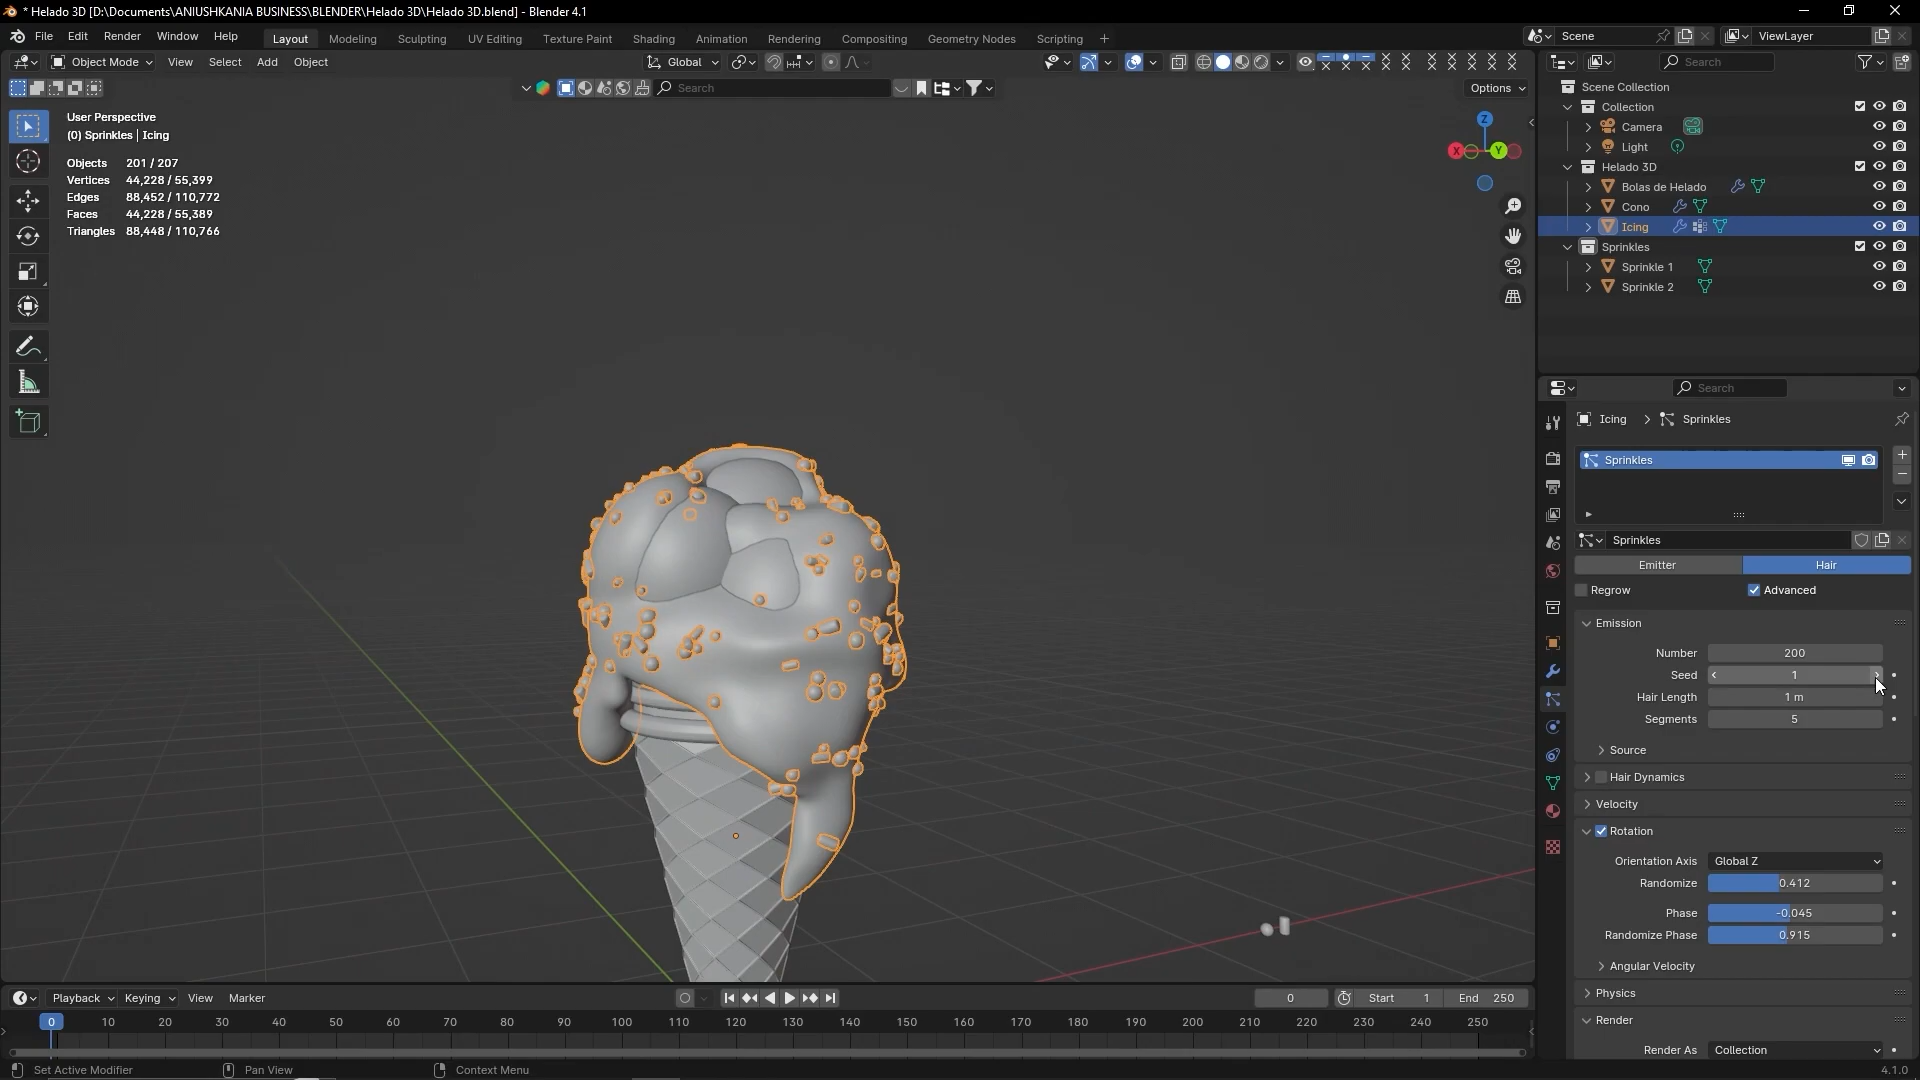 * Helado 3D [D:\Documents\ANIUSHKANIA BUSINESS\BLENDER\Helado 3D\Helado 3D.blend] - Blender 4.1
File Edit Render Window Help
Layout Modeling Sculpting UV Editing Texture Paint Shading Animation Rendering Compositing Geometry Nodes Scripting +
Scene
ViewLayer
Object Mode View Select Add Object
Global
Search
Options
User Perspective
(0) Sprinkles | Icing
Objects 201 / 207
Vertices 44,228 / 55,399
Edges 88,452 / 110,772
Faces 44,228 / 55,389
Triangles 88,448 / 110,766
Z
X
Y
Search
Scene Collection
Collection
Camera
Light
Helado 3D
Bolas de Helado
Cono
Icing
Sprinkles
Sprinkle 1
Sprinkle 2
Search
Icing > Sprinkles
Sprinkles
Sprinkles
Emitter Hair
Regrow Advanced
Emission
Number 200
Seed 1
Hair Length 1 m
Segments 5
Source
Hair Dynamics
Velocity
Rotation
Orientation Axis Global Z
Randomize 0.412
Phase -0.045
Randomize Phase 0.915
Angular Velocity
Physics
Render
Render As Collection
Playback Keying View Marker
0
Start 1
End 250
0 10 20 30 40 50 60 70 80 90 100 110 120 130 140 150 160 170 180 190 200 210 220 230 240 250
Set Active Modifier Pan View Context Menu
4.1.0